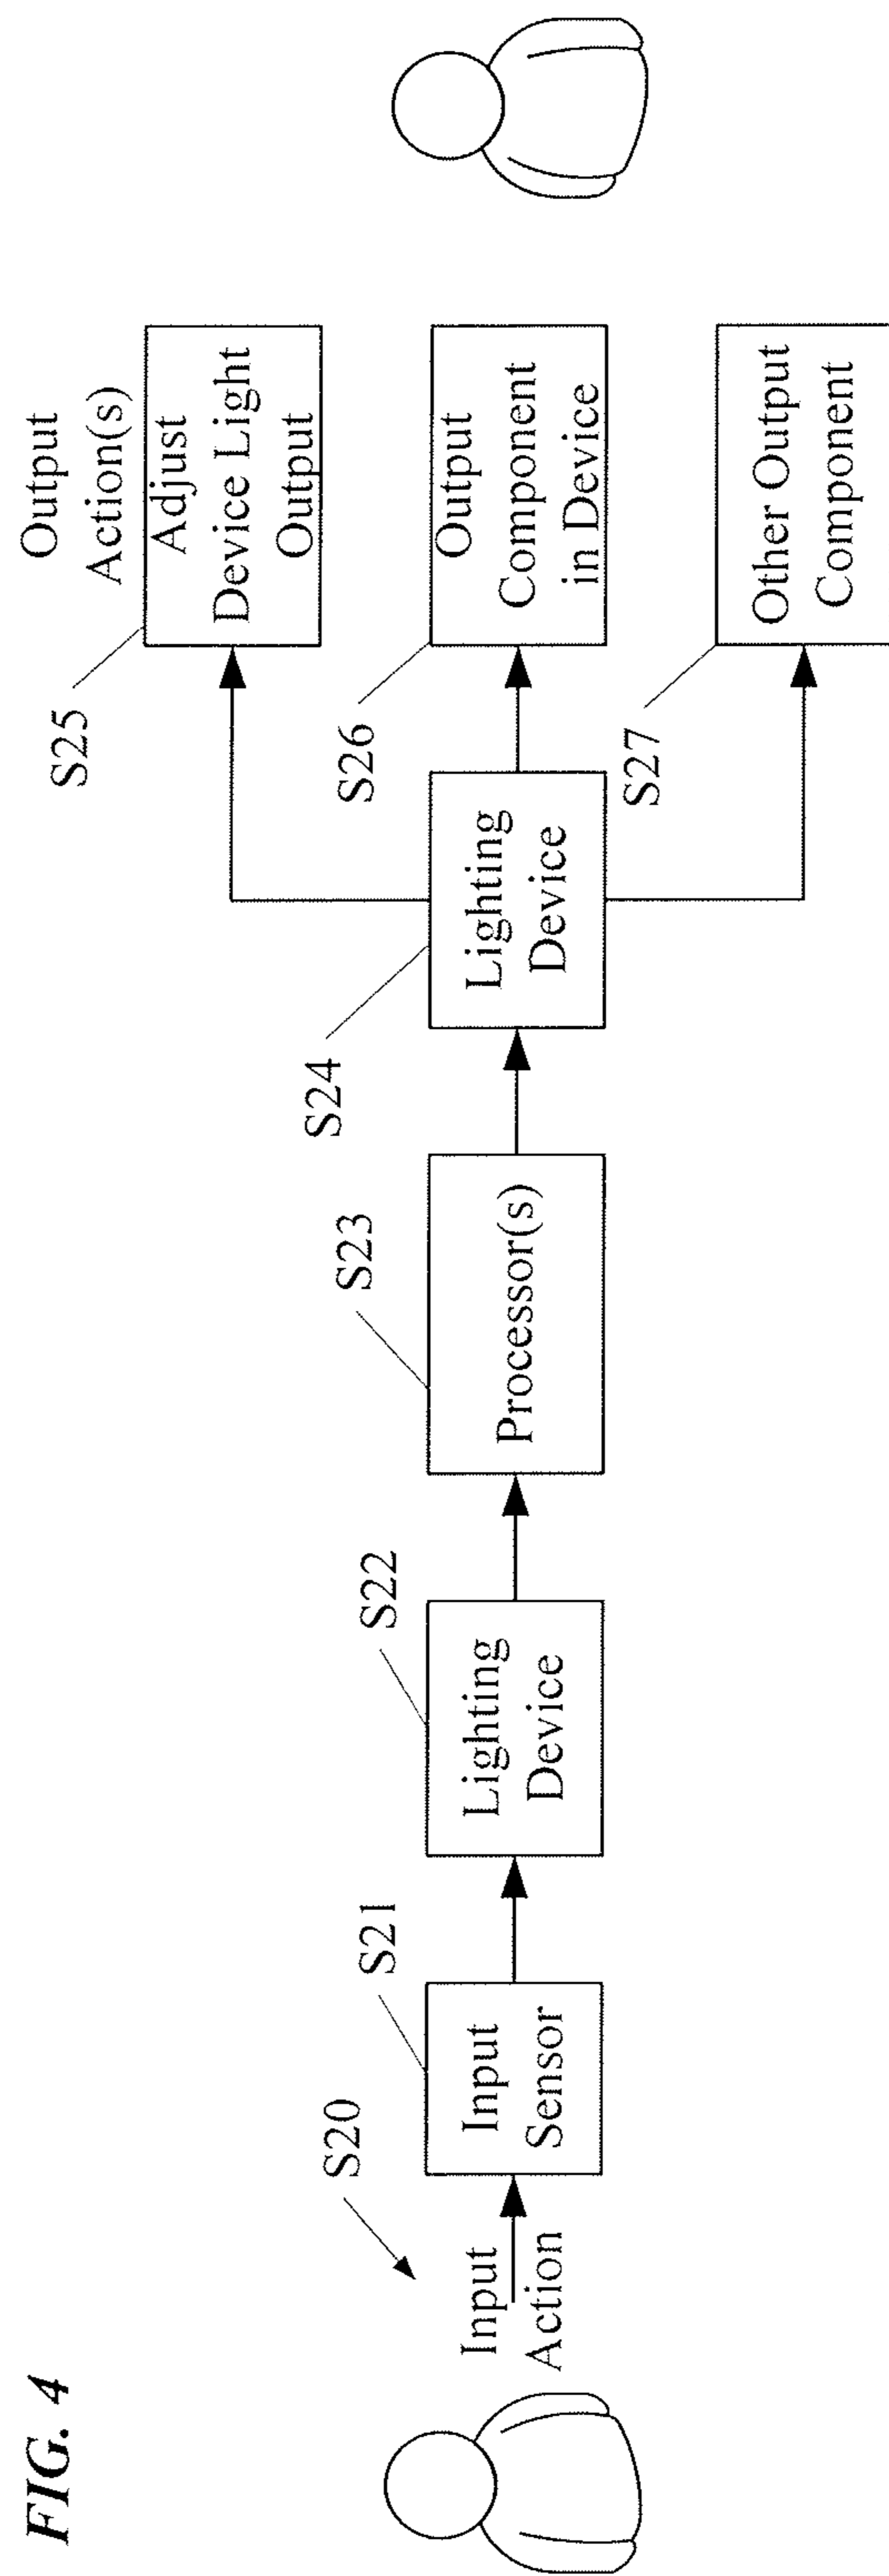 FIG. 4
Input
Action
S20
Input
Sensor
S21
Lighting
Device
S22
Processor(s)
S23
Lighting
Device
S24
Output
Action(s)
Adjust
Device Light
Output
S25
Output
Component
in Device
S26
Other Output
Component
S27